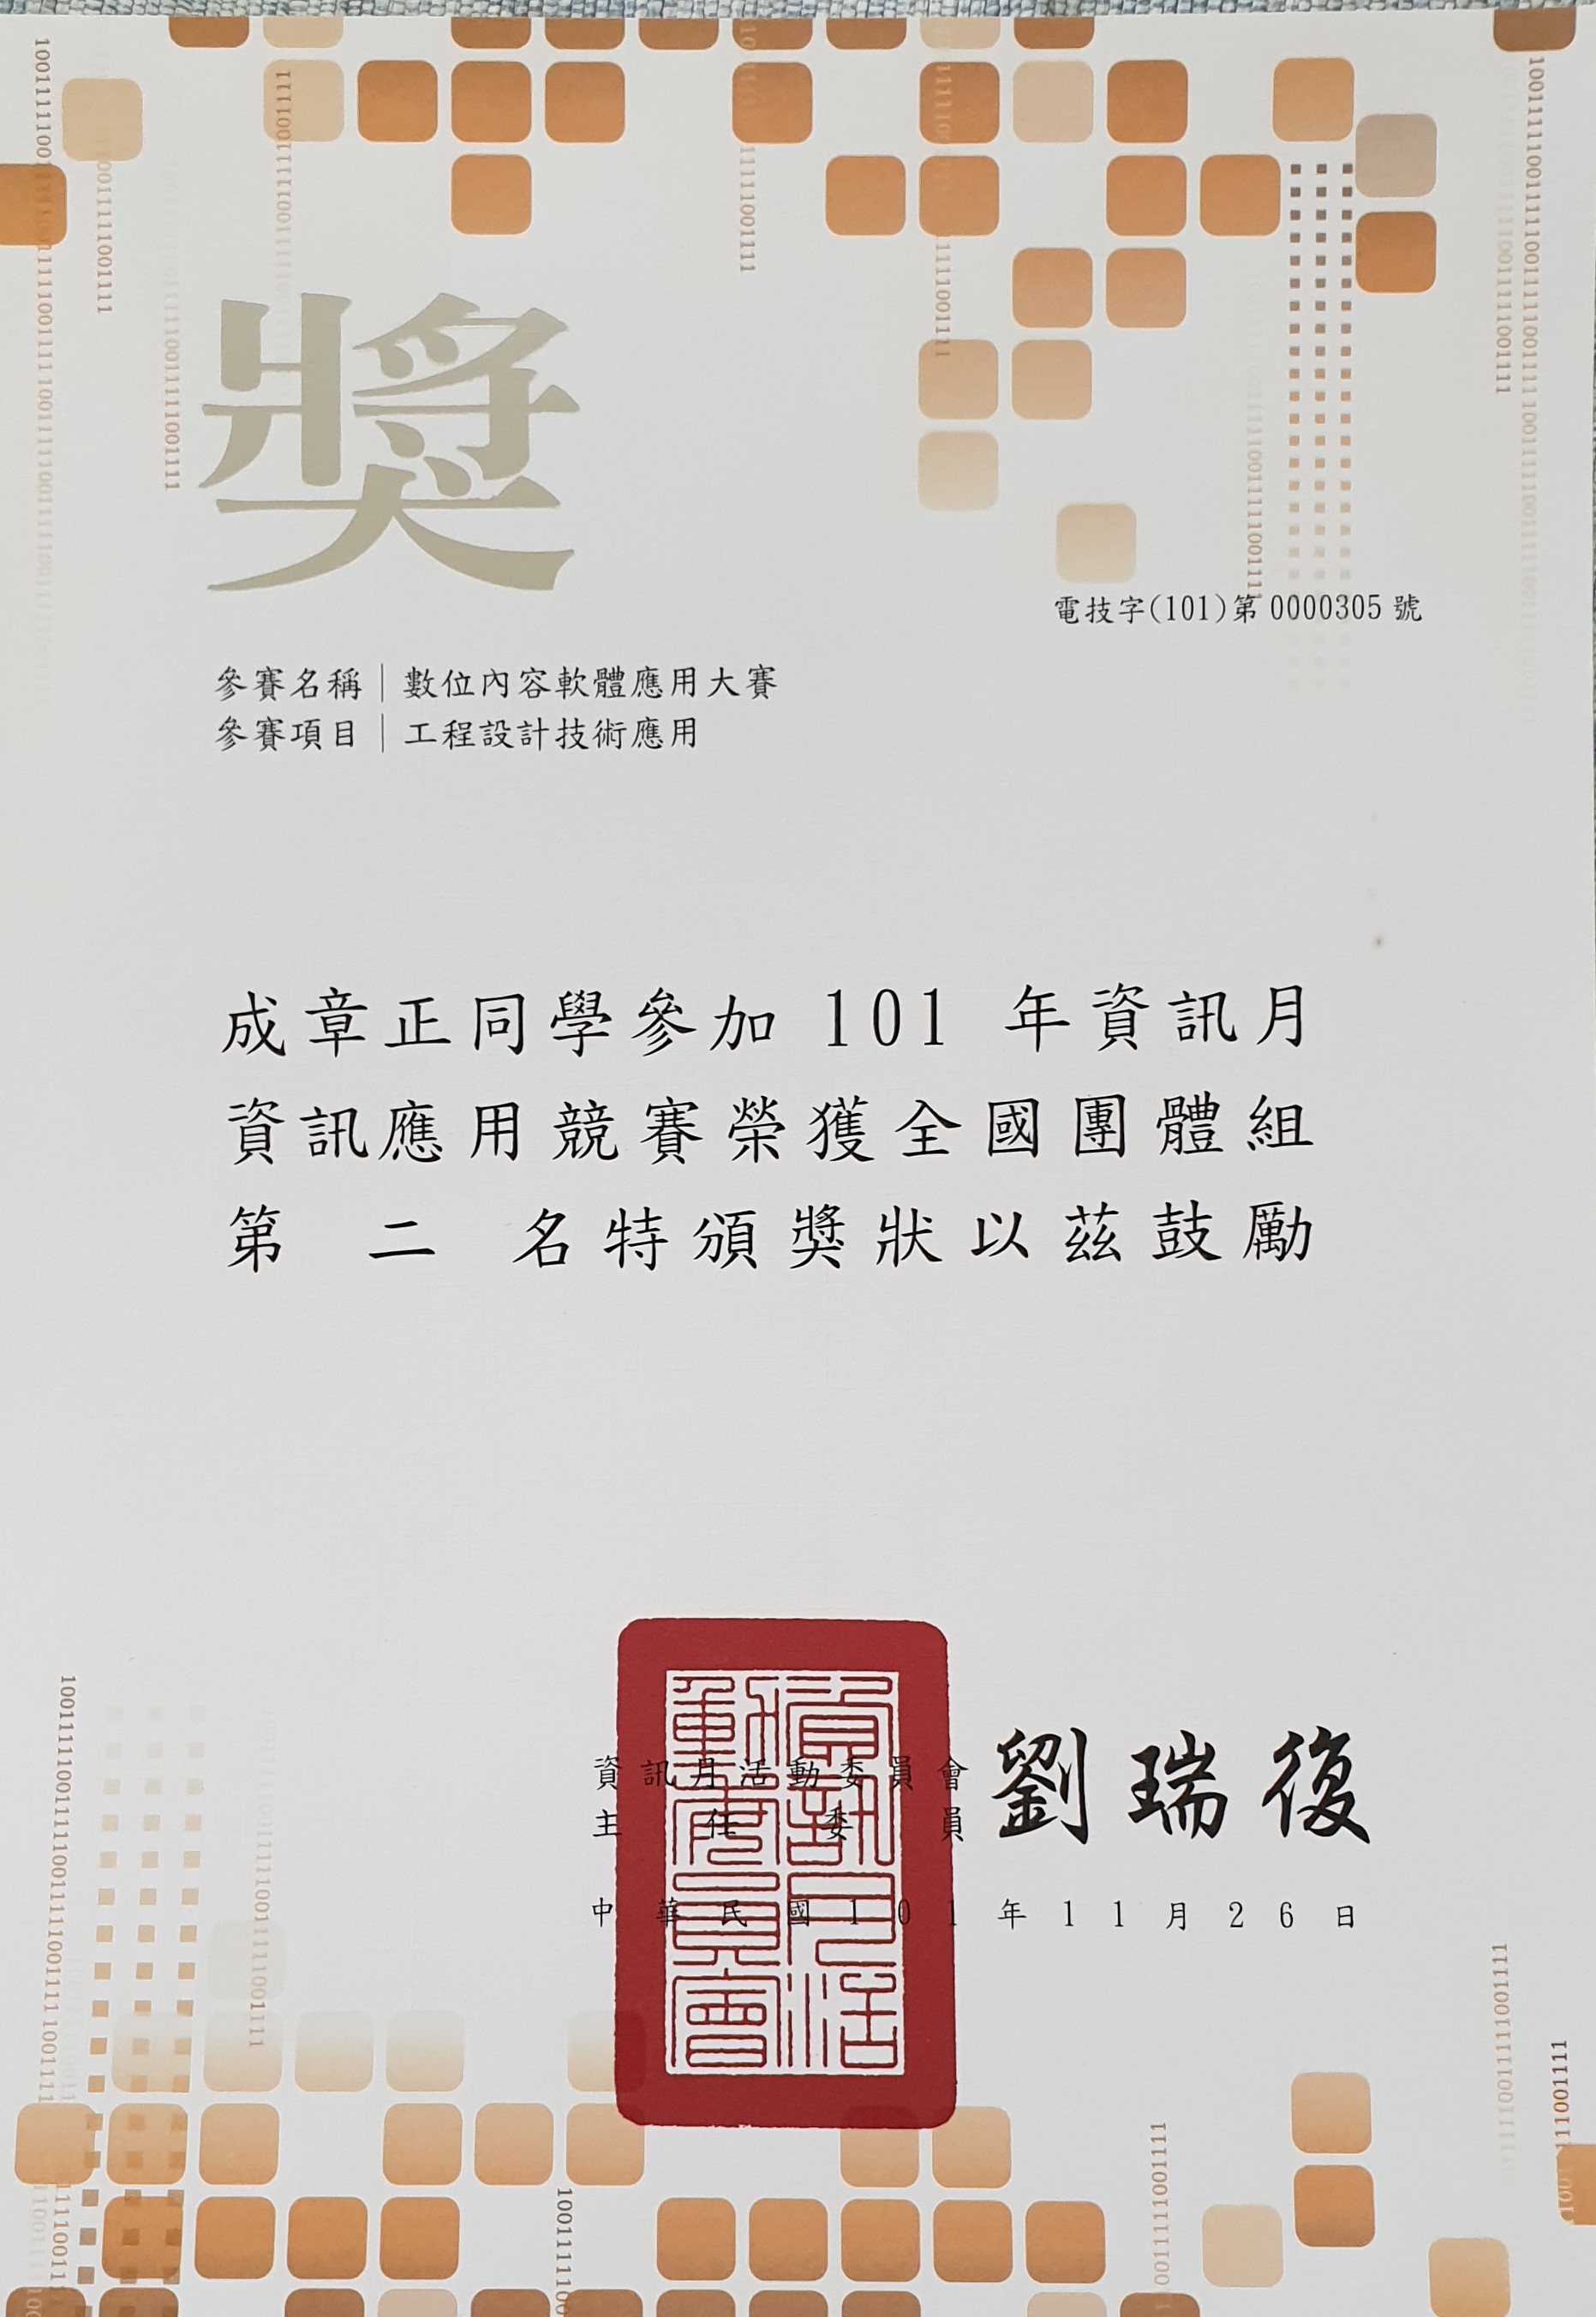 獎
電技字(101)第 0000305 號
參賽名稱│數位內容軟體應用大賽
參賽項目│工程設計技術應用
成章正同學參加 101 年資訊月
資訊應用競賽榮獲全國團體組
第 二 名特頒獎狀以茲鼓勵
資訊月活動委員會
主任委員 劉瑞復
中華民國101年11月26日
資訊月活動委員會